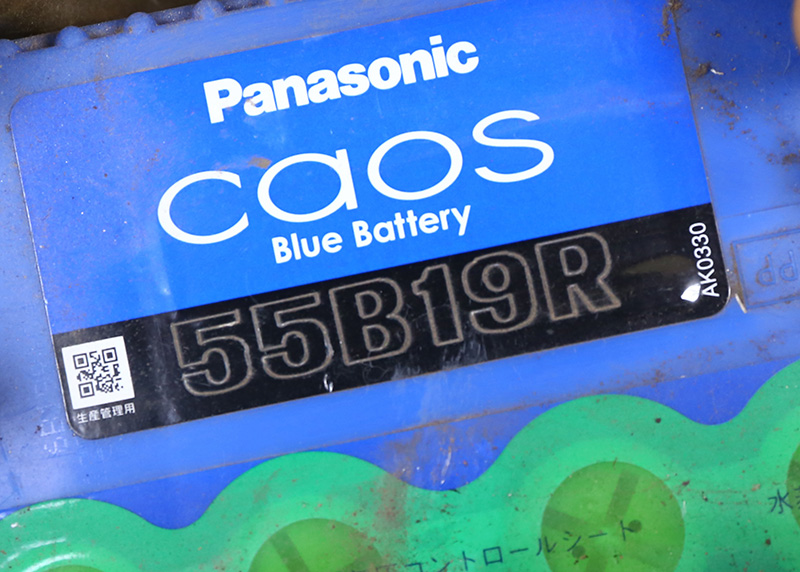 Panasonic
caos
Blue Battery
55B19R
AK0330
生産管理用
コントロールシート